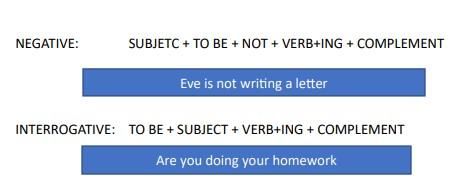 NEGATIVE: SUBJETC + TO BE + NOT + VERB+ING + COMPLEMENT
Eve is not writing a letter
INTERROGATIVE: TO BE + SUBJECT + VERB+ING + COMPLEMENT
Are you doing your homework